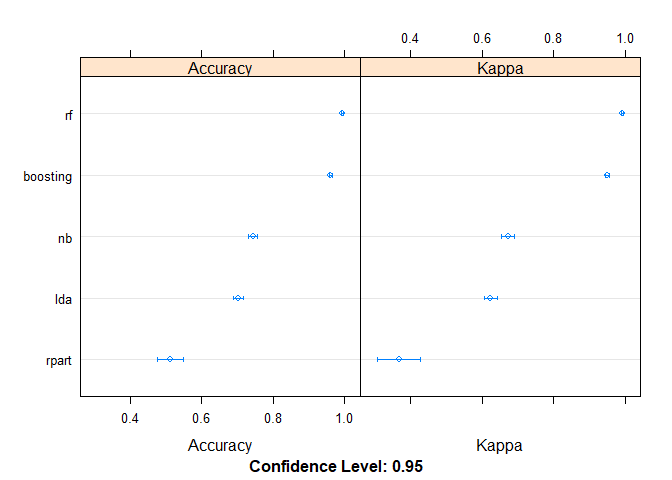 0.4 0.6 0.8 1.0
Accuracy Kappa
rf
boosting
nb
lda
rpart
0.4 0.6 0.8 1.0
Accuracy Kappa
Confidence Level: 0.95